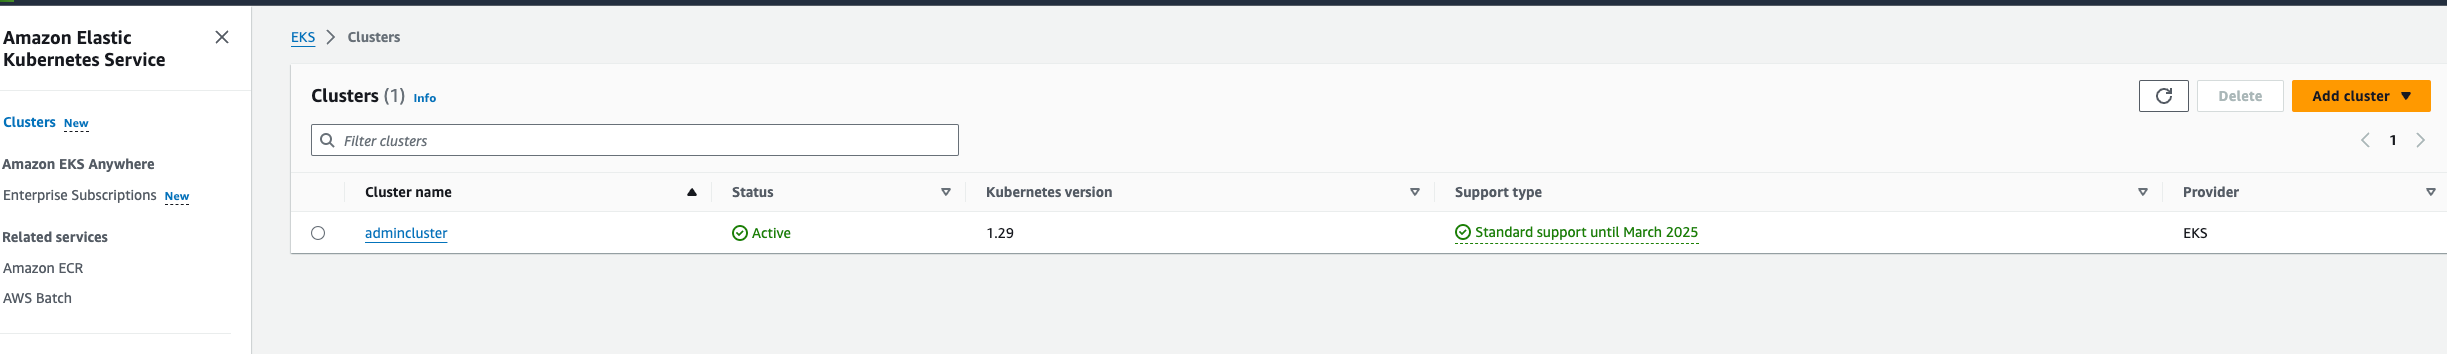 Amazon Elastic
Kubernetes Service
Clusters New
Amazon EKS Anywhere
Enterprise Subscriptions New
Related services
Amazon ECR
AWS Batch
EKS > Clusters
Clusters (1) Info
Delete
Add cluster
Filter clusters
1
Cluster name Status Kubernetes version Support type Provider
admincluster Active 1.29 Standard support until March 2025 EKS